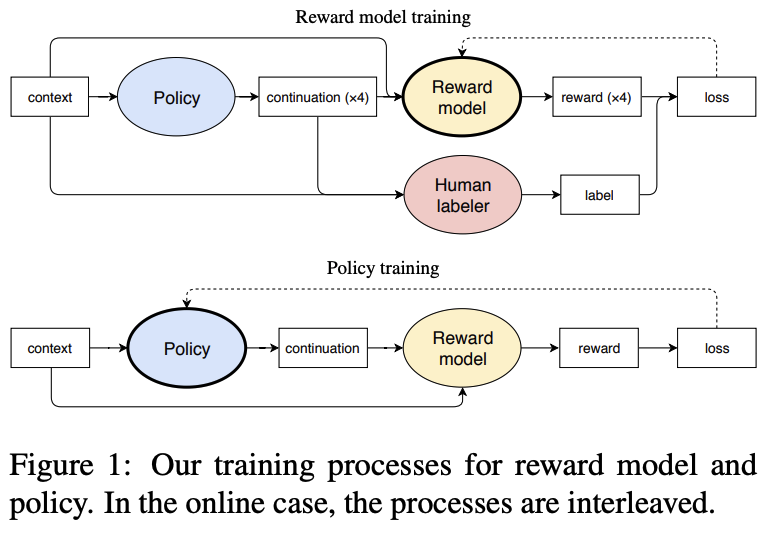 Reward model training
context
Policy
continuation (×4)
Reward
model
reward (×4)
loss
Human
labeler
label
Policy training
context
Policy
continuation
Reward
model
reward
loss
Figure 1: Our training processes for reward model and
policy. In the online case, the processes are interleaved.